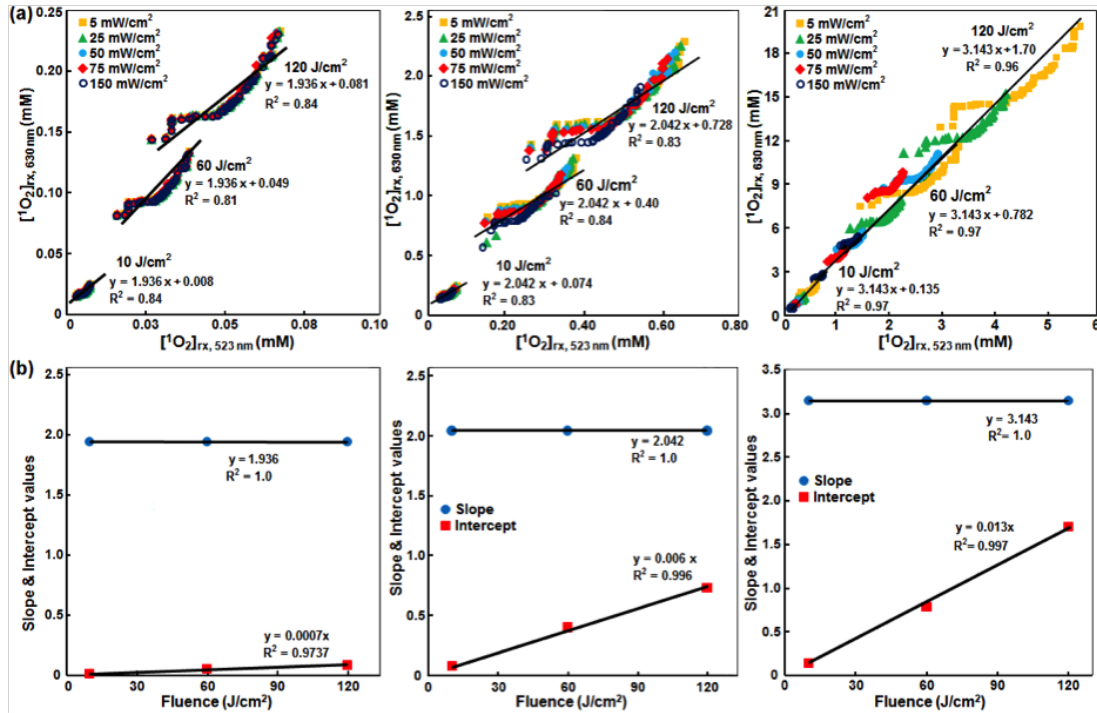 (a)
5 mW/cm²
25 mW/cm²
50 mW/cm²
75 mW/cm²
150 mW/cm²
120 J/cm²
y = 1.936 x + 0.081
R² = 0.84
60 J/cm²
y = 1.936 x + 0.049
R² = 0.81
10 J/cm²
y = 1.936 x + 0.008
R² = 0.84
[¹O₂]rx, 630nm (mM)
0.25
0.20
0.15
0.10
0.05
0
0 0.03 0.05 0.08 0.10
[¹O₂]rx, 523 nm (mM)
5 mW/cm²
25 mW/cm²
50 mW/cm²
75 mW/cm²
150 mW/cm²
120 J/cm²
y = 2.042 x + 0.728
R² = 0.83
60 J/cm²
y= 2.042 x + 0.40
R² = 0.84
10 J/cm²
y = 2.042 x + 0.074
R² = 0.83
[¹O₂]rx, 630nm (mM)
2.5
2.0
1.5
1.0
0.5
0
0 0.20 0.40 0.60 0.80
[¹O₂]rx, 523 nm (mM)
5 mW/cm²
25 mW/cm²
50 mW/cm²
75 mW/cm²
150 mW/cm²
120 J/cm²
y = 3.143 x + 1.70
R² = 0.96
60 J/cm²
y = 3.143 x + 0.782
R² = 0.97
10 J/cm²
y = 3.143 x + 0.135
R² = 0.97
[¹O₂]rx, 630nm (mM)
21
18
15
12
9
6
3
0
0 1 2 3 4 5 6
[¹O₂]rx, 523 nm (mM)
(b)
Slope & Intercept values
2.5
2.0
1.5
1.0
0.5
0
y = 1.936
R² = 1.0
y = 0.0007x
R² = 0.9737
0 30 60 90 120
Fluence (J/cm²)
Slope & Intercept values
2.5
2.0
1.5
1.0
0.5
0
y = 2.042
R² = 1.0
Slope
Intercept
y = 0.006 x
R² = 0.996
0 30 60 90 120
Fluence (J/cm²)
Slope & Intercept values
3.5
3.0
2.5
2.0
1.5
1.0
0.5
0
y = 3.143
R² = 1.0
Slope
Intercept
y = 0.013x
R² = 0.997
0 30 60 90 120
Fluence (J/cm²)